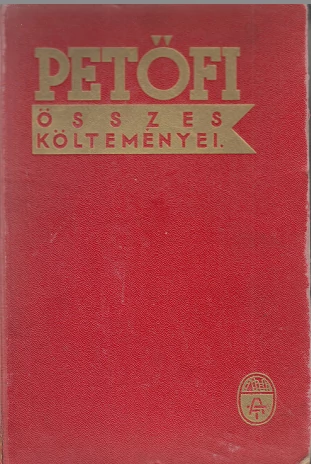 PETŐFI
ÖSSZES
KÖLTEMÉNYEI.